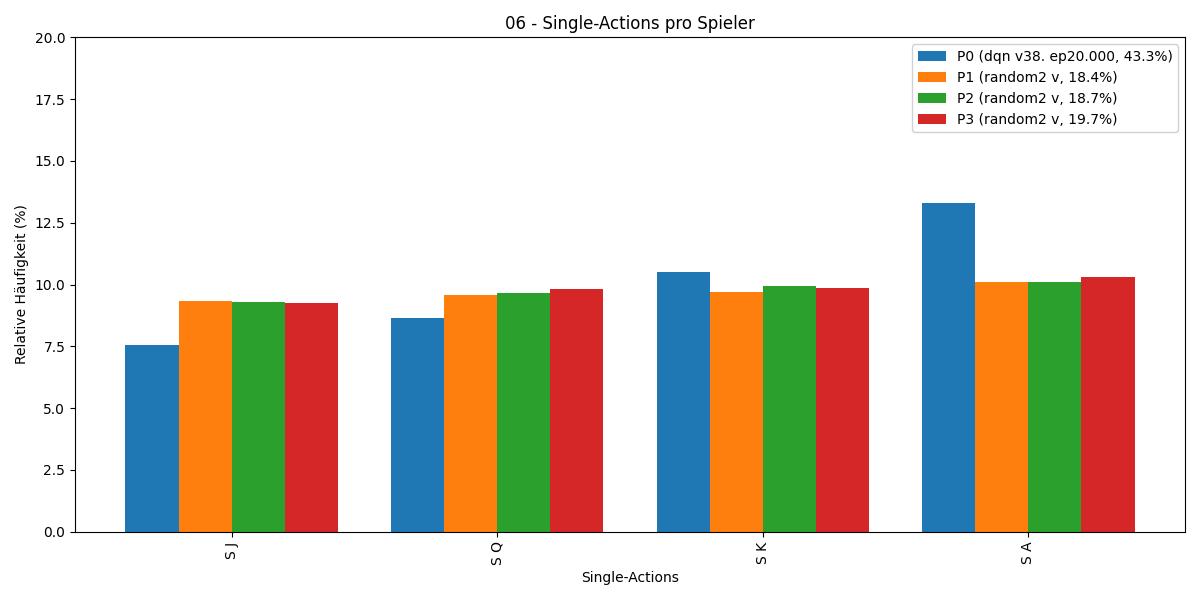 06 - Single-Actions pro Spieler
20.0
17.5
15.0
12.5
10.0
7.5
5.0
2.5
0.0
Relative Häufigkeit (%)
P0 (dqn v38. ep20.000, 43.3%)
P1 (random2 v, 18.4%)
P2 (random2 v, 18.7%)
P3 (random2 v, 19.7%)
S J
S Q
S K
S A
Single-Actions